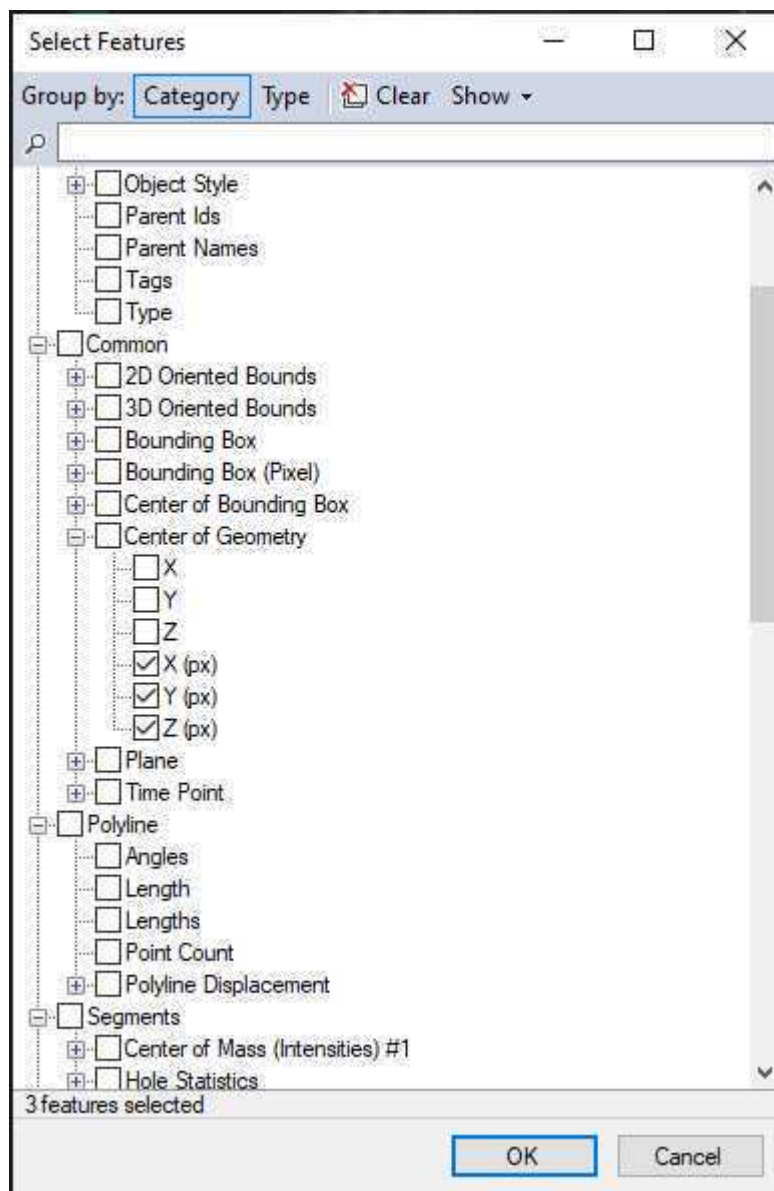 Select Features
Group by: Category Type Clear Show
Object Style
Parent Ids
Parent Names
Tags
Type
Common
2D Oriented Bounds
3D Oriented Bounds
Bounding Box
Bounding Box (Pixel)
Center of Bounding Box
Center of Geometry
X
Y
Z
X (px)
Y (px)
Z (px)
Plane
Time Point
Polyline
Angles
Length
Lengths
Point Count
Polyline Displacement
Segments
Center of Mass (Intensities) #1
Hole Statistics
3 features selected
OK Cancel